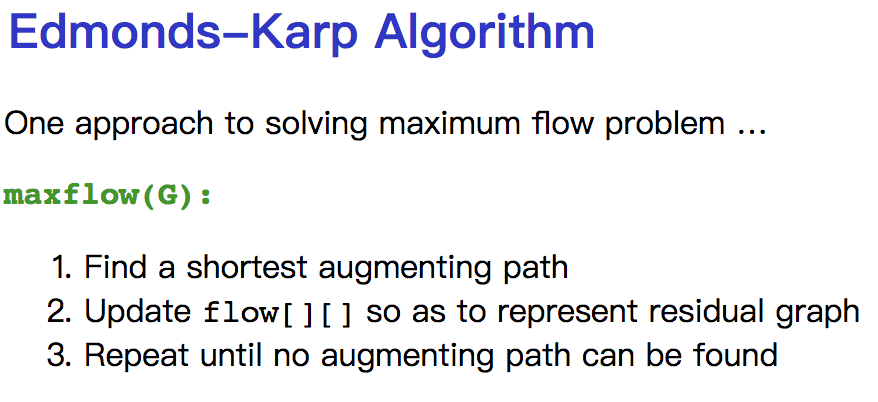 Edmonds–Karp Algorithm
One approach to solving maximum flow problem ...
maxflow(G):
1. Find a shortest augmenting path
2. Update flow[][] so as to represent residual graph
3. Repeat until no augmenting path can be found